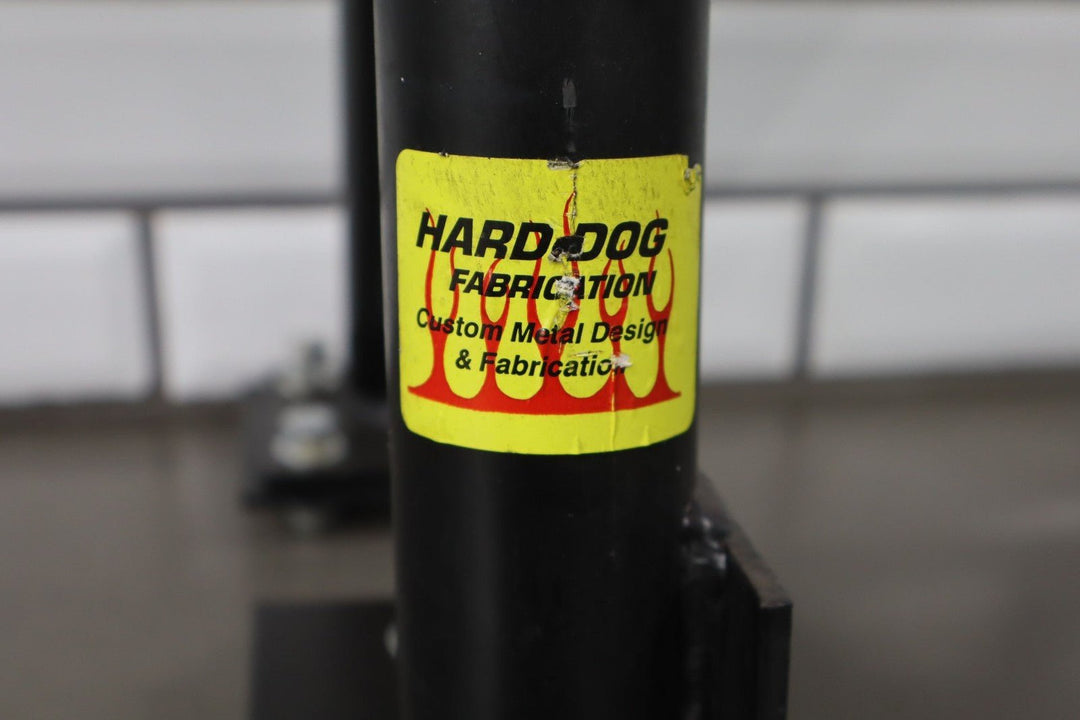 HARD DOG
FABRICATION
Custom Metal Design
& Fabrication